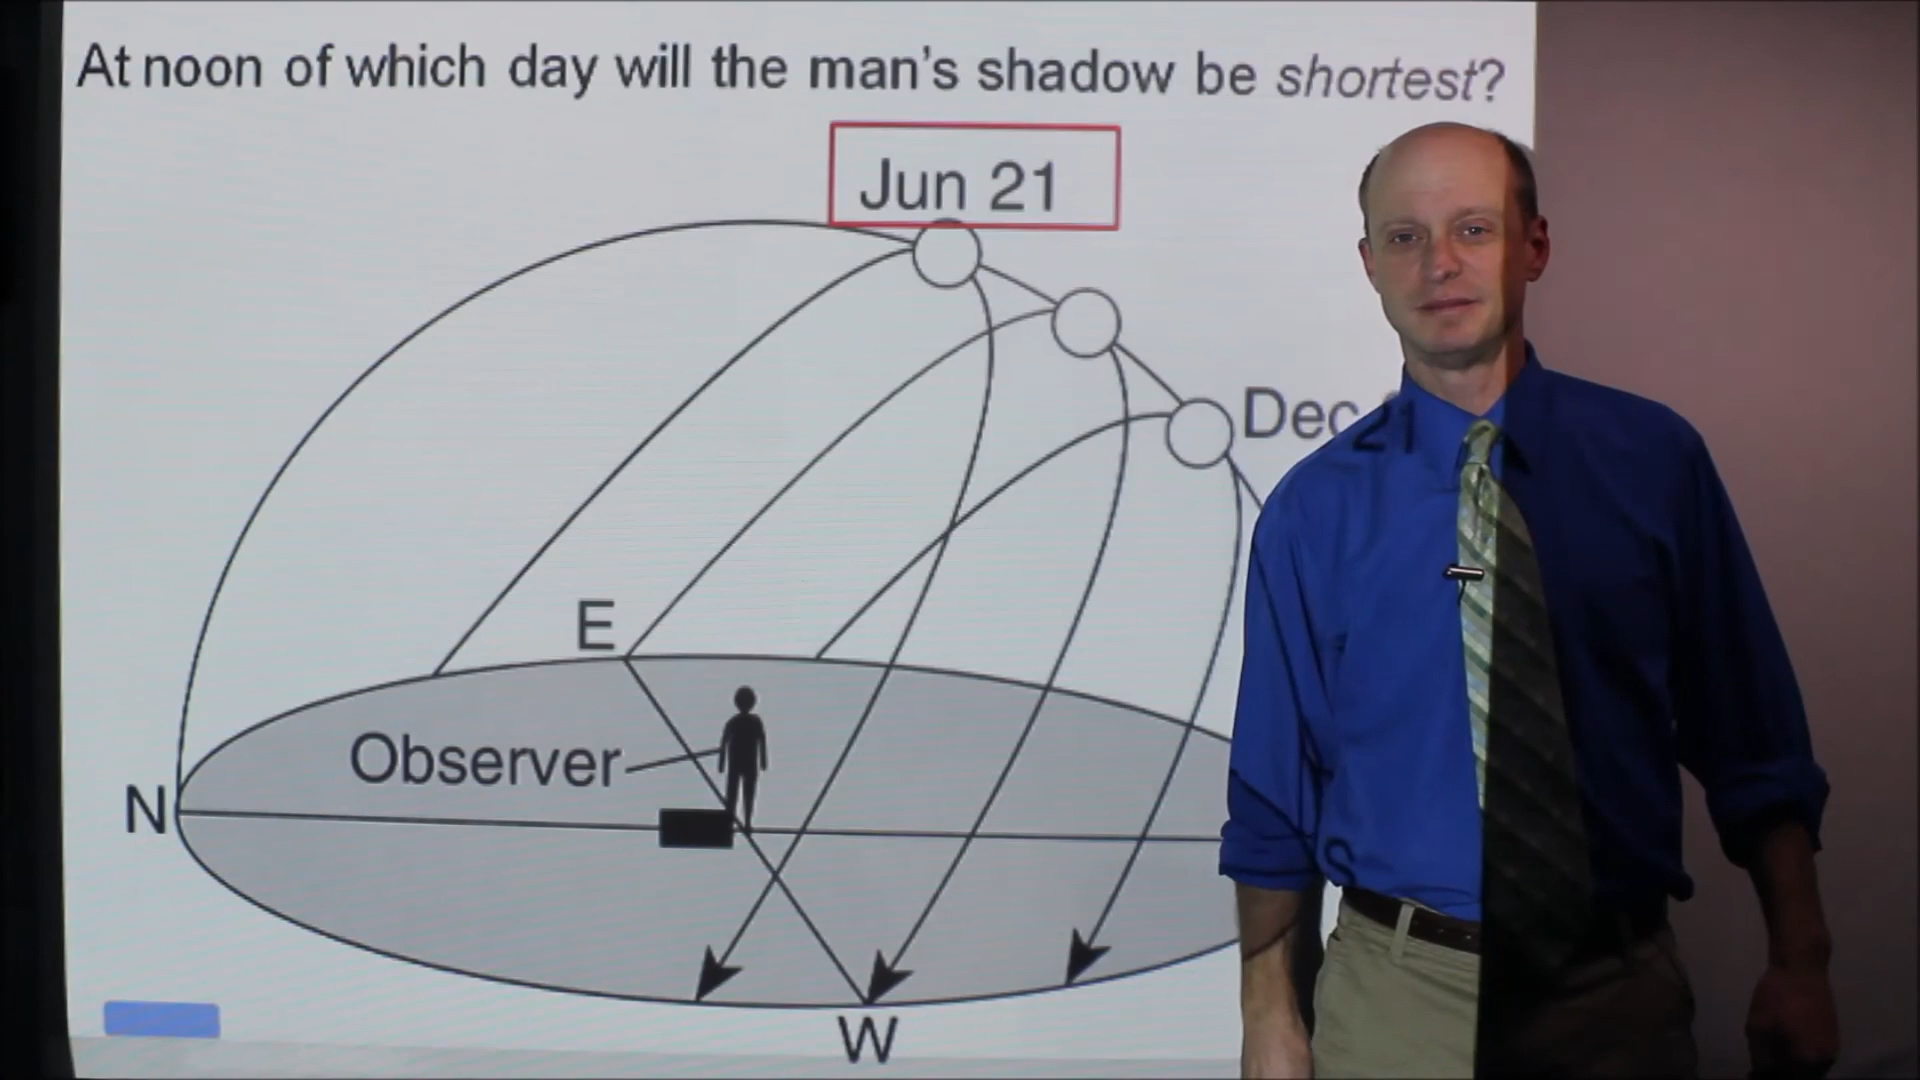 At noon of which day will the man's shadow be shortest?
Jun 21
Dec 21
E
Observer
N
S
W